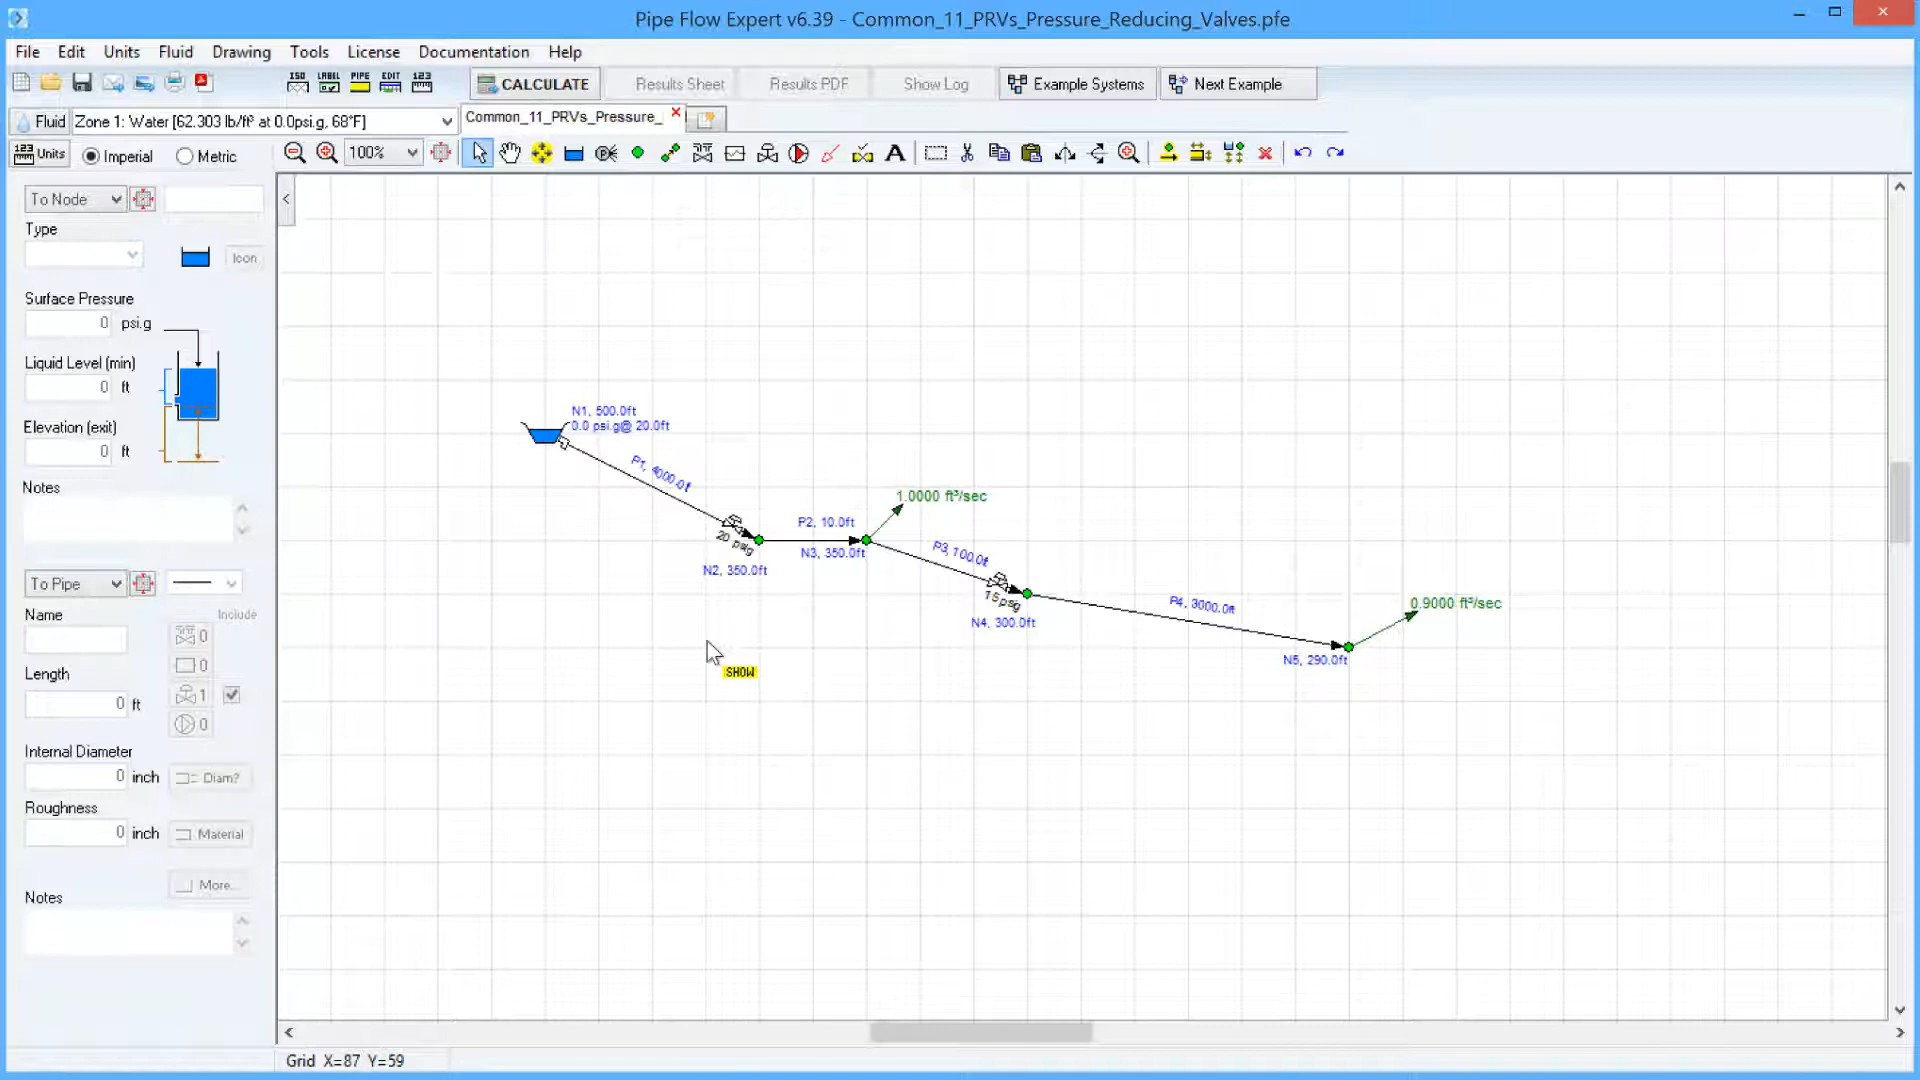 Pipe Flow Expert v6.39 - Common_11_PRVs_Pressure_Reducing_Valves.pfe
File Edit Units Fluid Drawing Tools License Documentation Help
ISO LABEL PIPE EDIT 123 CALCULATE Results Sheet Results PDF Show Log Example Systems Next Example
Fluid Zone 1: Water [62.303 lb/ft³ at 0.0psi.g, 68°F] Common_11_PRVs_Pressure_
123 Units Imperial Metric 100% A
To Node
Type
Icon
Surface Pressure
0 psi.g
Liquid Level (min)
0 ft
Elevation (exit)
0 ft
Notes
To Pipe
Name Include
0
0
Length
1
0 ft
0
Internal Diameter
0 inch Diam?
Roughness
0 inch Material
More...
Notes
N1, 500.0ft
0.0 psi.g@ 20.0ft
P1, 4000.0ft
20 psig
N2, 350.0ft
P2, 10.0ft
N3, 350.0ft
1.0000 ft³/sec
P3, 100.0ft
15 psig
N4, 300.0ft
P4, 3000.0ft
0.9000 ft³/sec
N5, 290.0ft
SHOW
Grid X=87 Y=59